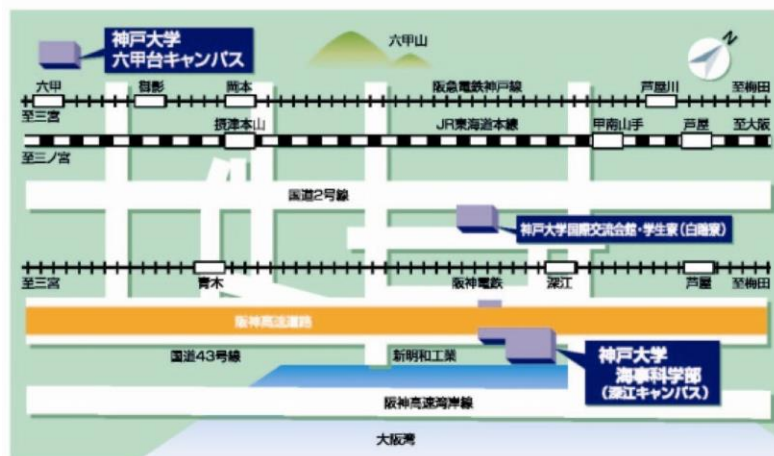 神戸大学
六甲台キャンパス
六甲山
N
六甲
御影
岡本
阪急電鉄神戸線
芦屋川
至梅田
至三宮
摂津本山
JR東海道本線
甲南山手
芦屋
至大阪
至三ノ宮
国道2号線
神戸大学国際交流会館・学生寮(白鴎寮)
至三宮
青木
阪神電鉄
深江
芦屋
至梅田
阪神高速道路
国道43号線
新明和工業
神戸大学
海事科学部
(深江キャンパス)
阪神高速湾岸線
大阪湾